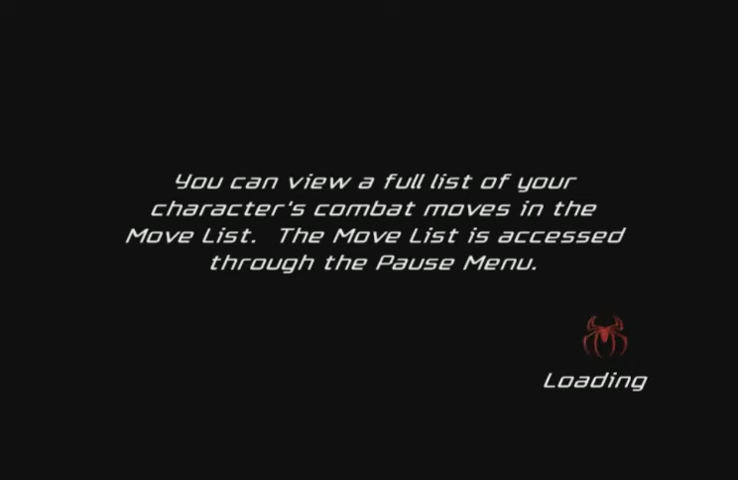 You can view a full list of your
character's combat moves in the
Move List.  The Move List is accessed
through the Pause Menu.
Loading